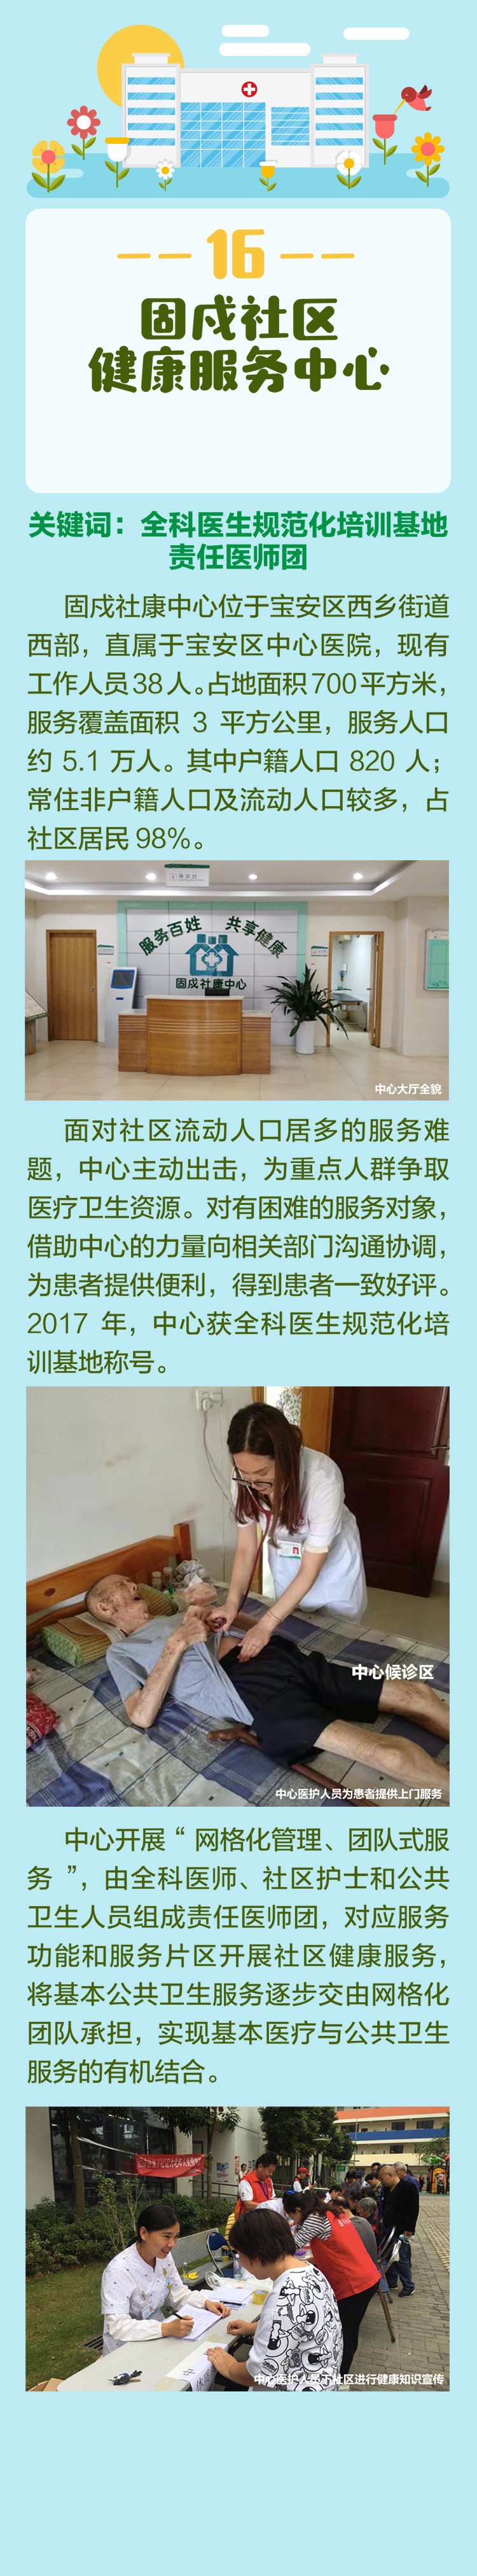 16
固戍社区
健康服务中心
关键词：全科医生规范化培训基地
责任医师团
固戍社康中心位于宝安区西乡街道
西部，直属于宝安区中心医院，现有
工作人员38人。占地面积700平方米，
服务覆盖面积 3 平方公里，服务人口
约 5.1 万人。其中户籍人口 820 人；
常住非户籍人口及流动人口较多，占
社区居民 98%。
服务百姓 共享健康
固戍社康中心
中心大厅全貌
面对社区流动人口居多的服务难
题，中心主动出击，为重点人群争取
医疗卫生资源。对有困难的服务对象，
借助中心的力量向相关部门沟通协调，
为患者提供便利，得到患者一致好评。
2017 年，中心获全科医生规范化培
训基地称号。
中心候诊区
中心医护人员为患者提供上门服务
中心开展“ 网格化管理、团队式服
务 ”，由全科医师、社区护士和公共
卫生人员组成责任医师团，对应服务
功能和服务片区开展社区健康服务，
将基本公共卫生服务逐步交由网格化
团队承担，实现基本医疗与公共卫生
服务的有机结合。
中心医护人员下社区进行健康知识宣传